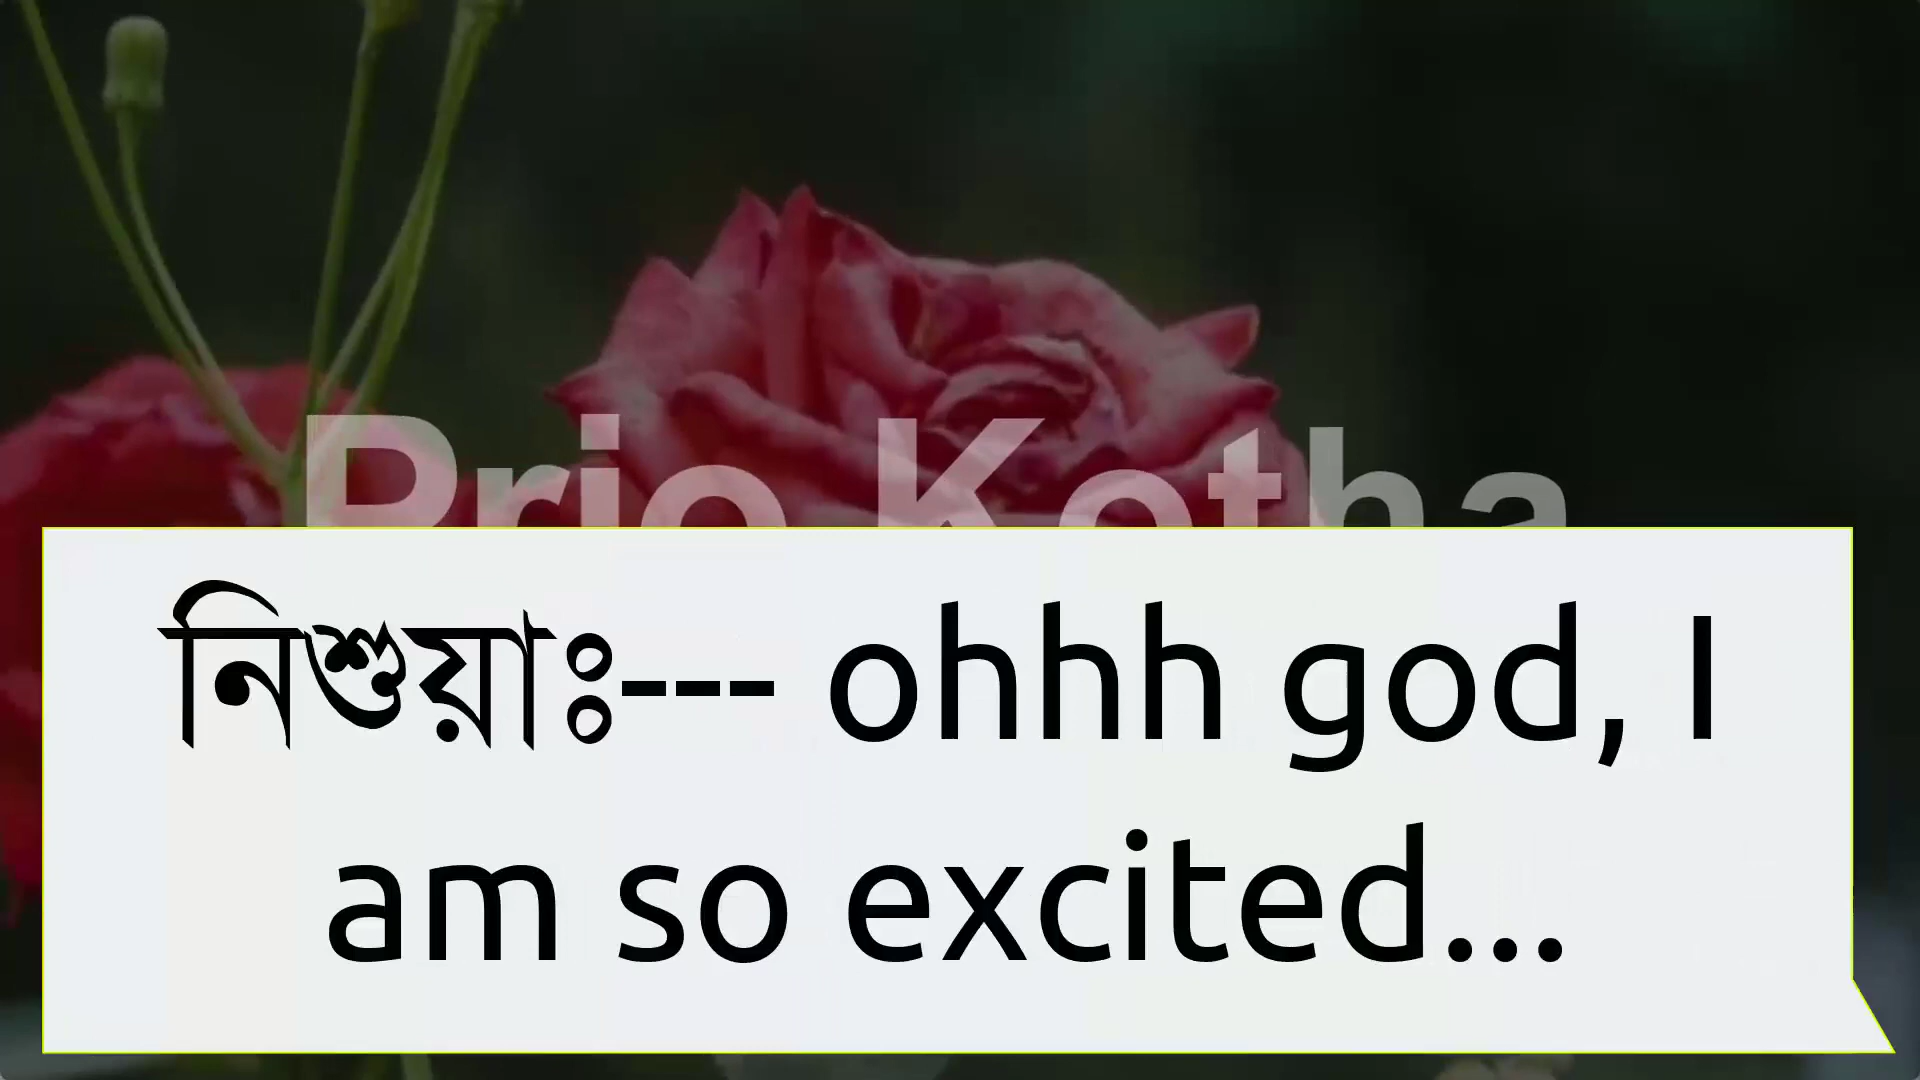 Prio Kotha
নিশুয়াঃ--- ohhh god, I
am so excited...